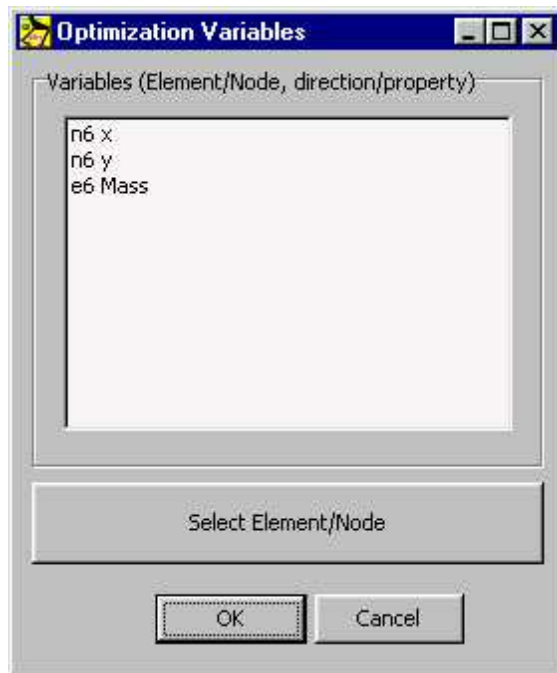 Optimization Variables
Variables (Element/Node, direction/property)
n6 x
n6 y
e6 Mass
Select Element/Node
OK
Cancel